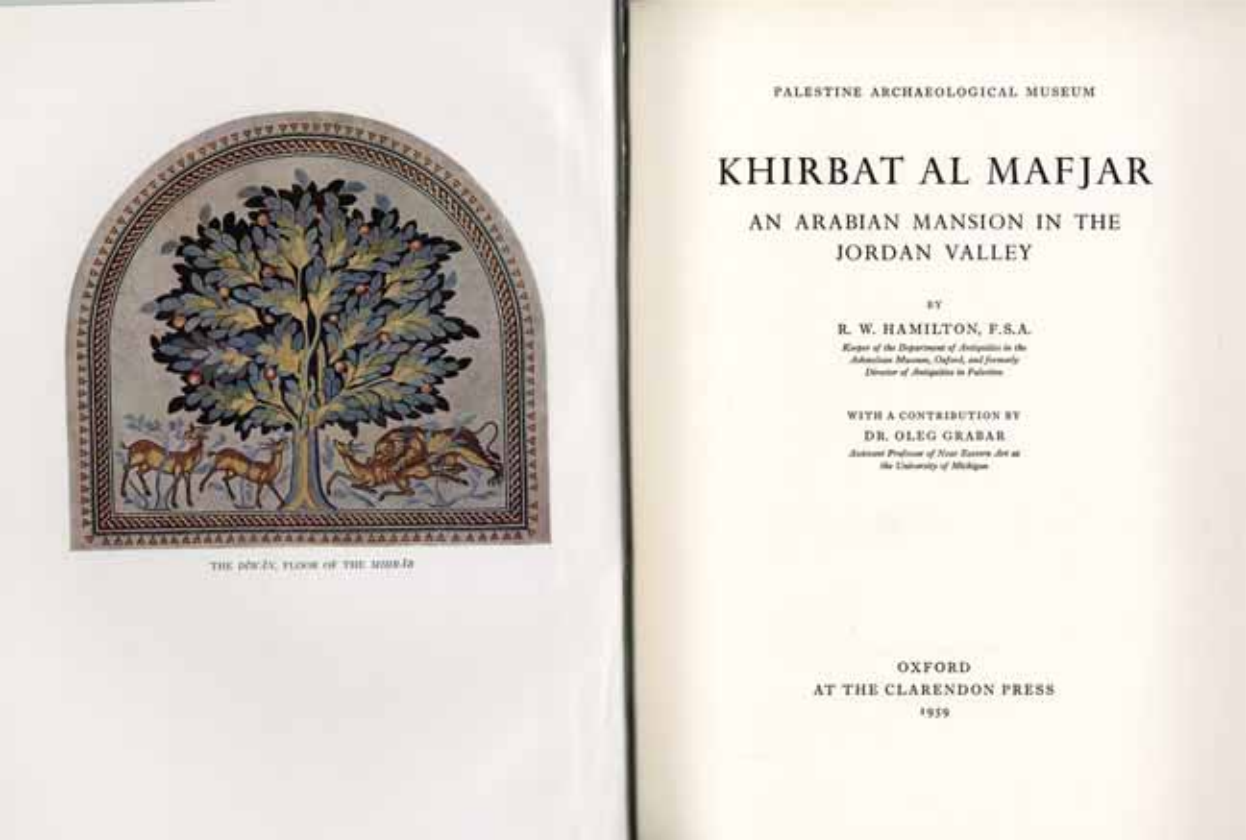 THE DĪWĀN, FLOOR OF THE MIHRĀB
PALESTINE ARCHAEOLOGICAL MUSEUM
KHIRBAT AL MAFJAR
AN ARABIAN MANSION IN THE
JORDAN VALLEY
BY
R. W. HAMILTON, F.S.A.
Keeper of the Department of Antiquities in the
Ashmolean Museum, Oxford, and formerly
Director of Antiquities in Palestine
WITH A CONTRIBUTION BY
DR. OLEG GRABAR
Assistant Professor of Near Eastern Art at
the University of Michigan
OXFORD
AT THE CLARENDON PRESS
1959